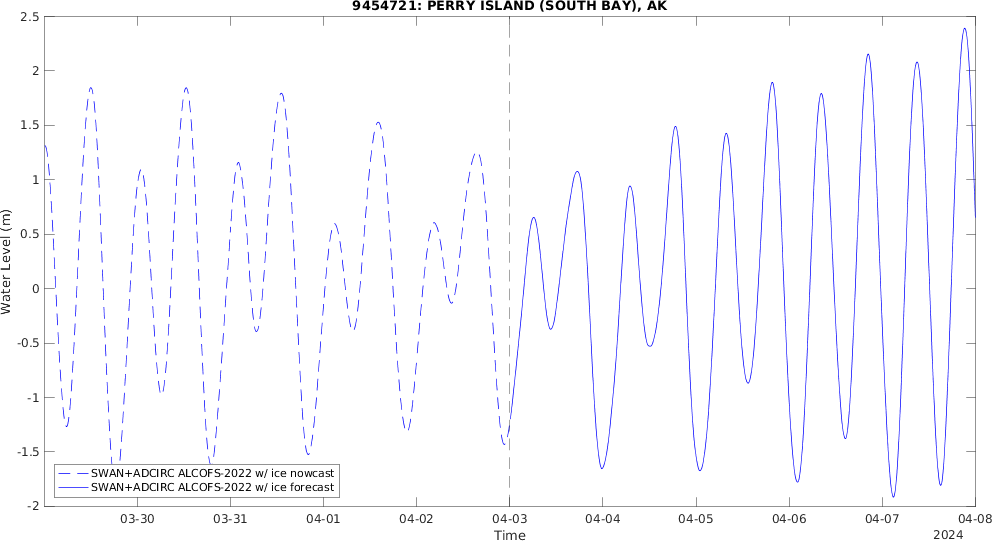 9454721: PERRY ISLAND (SOUTH BAY), AK
2.5
2
1.5
1
0.5
0
-0.5
-1
-1.5
-2
Water Level (m)
SWAN+ADCIRC ALCOFS-2022 w/ ice nowcast
SWAN+ADCIRC ALCOFS-2022 w/ ice forecast
03-30 03-31 04-01 04-02 04-03 04-04 04-05 04-06 04-07 04-08
Time
2024